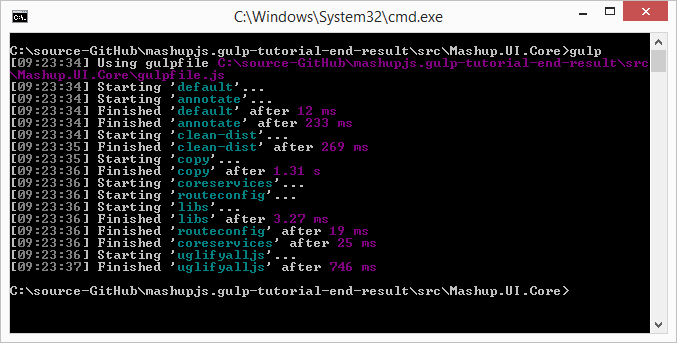 C:\Windows\System32\cmd.exe
C:\source-GitHub\mashupjs.gulp-tutorial-end-result\src\Mashup.UI.Core>gulp
[09:23:34] Using gulpfile C:\source-GitHub\mashupjs.gulp-tutorial-end-result\src
\Mashup.UI.Core\gulpfile.js
[09:23:34] Starting 'default'...
[09:23:34] Starting 'annotate'...
[09:23:34] Finished 'default' after 12 ms
[09:23:34] Finished 'annotate' after 233 ms
[09:23:34] Starting 'clean-dist'...
[09:23:35] Finished 'clean-dist' after 269 ms
[09:23:35] Starting 'copy'...
[09:23:36] Finished 'copy' after 1.31 s
[09:23:36] Starting 'coreservices'...
[09:23:36] Starting 'routeconfig'...
[09:23:36] Starting 'libs'...
[09:23:36] Finished 'libs' after 3.27 ms
[09:23:36] Finished 'routeconfig' after 19 ms
[09:23:36] Finished 'coreservices' after 25 ms
[09:23:36] Starting 'uglifyalljs'...
[09:23:37] Finished 'uglifyalljs' after 746 ms
C:\source-GitHub\mashupjs.gulp-tutorial-end-result\src\Mashup.UI.Core>